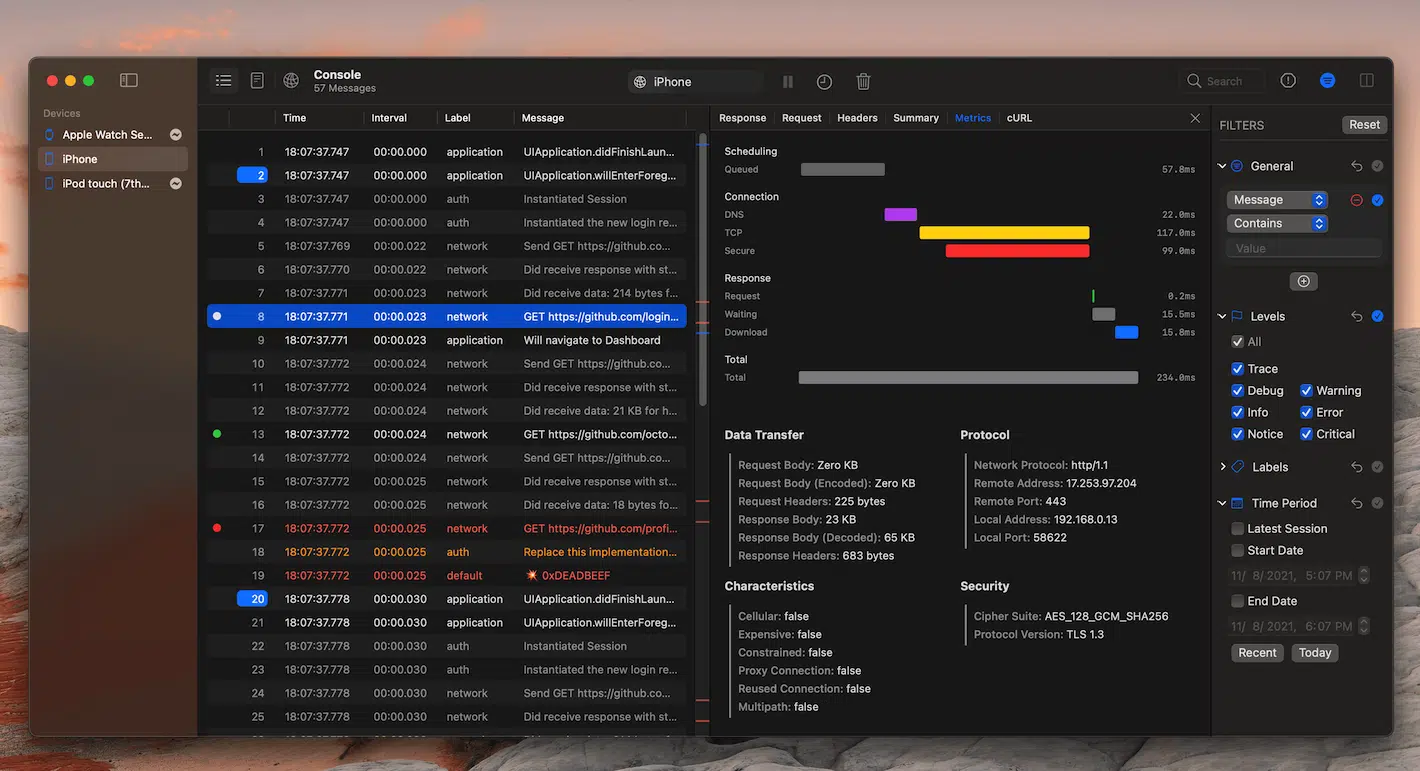 Console
57 Messages
iPhone
Search
Devices
Apple Watch Se...
iPhone
iPod touch (7th...
Time Interval Label Message
1 18:07:37.747 00:00.000 application UIApplication.didFinishLaun...
2 18:07:37.747 00:00.000 application UIApplication.willEnterForeg...
3 18:07:37.747 00:00.000 auth Instantiated Session
4 18:07:37.747 00:00.000 auth Instantiated the new login re...
5 18:07:37.769 00:00.022 network Send GET https://github.co...
6 18:07:37.770 00:00.022 network Did receive response with st...
7 18:07:37.771 00:00.023 network Did receive data: 214 bytes f...
8 18:07:37.771 00:00.023 network GET https://github.com/login...
9 18:07:37.771 00:00.023 application Will navigate to Dashboard
10 18:07:37.772 00:00.024 network Send GET https://github.co...
11 18:07:37.772 00:00.024 network Did receive response with st...
12 18:07:37.772 00:00.024 network Did receive data: 21 KB for h...
13 18:07:37.772 00:00.024 network GET https://github.com/octo...
14 18:07:37.772 00:00.024 network Send GET https://github.co...
15 18:07:37.772 00:00.025 network Did receive response with st...
16 18:07:37.772 00:00.025 network Did receive data: 18 bytes for...
17 18:07:37.772 00:00.025 network GET https://github.com/profi...
18 18:07:37.772 00:00.025 auth Replace this implementation...
19 18:07:37.772 00:00.025 default 💥 0xDEADBEEF
20 18:07:37.778 00:00.030 application UIApplication.didFinishLaun...
21 18:07:37.778 00:00.030 application UIApplication.willEnterForeg...
22 18:07:37.778 00:00.030 auth Instantiated Session
23 18:07:37.778 00:00.030 auth Instantiated the new login re...
24 18:07:37.778 00:00.030 network Send GET https://github.co...
25 18:07:37.778 00:00.030 network Did receive response with st...
Response Request Headers Summary Metrics cURL
Scheduling
Queued 57.8ms
Connection
DNS 22.0ms
TCP 117.0ms
Secure 99.0ms
Response
Request 0.2ms
Waiting 15.5ms
Download 15.8ms
Total
Total 234.0ms
Data Transfer
Request Body: Zero KB
Request Body (Encoded): Zero KB
Request Headers: 225 bytes
Response Body: 23 KB
Response Body (Decoded): 65 KB
Response Headers: 683 bytes
Protocol
Network Protocol: http/1.1
Remote Address: 17.253.97.204
Remote Port: 443
Local Address: 192.168.0.13
Local Port: 58622
Characteristics
Cellular: false
Expensive: false
Constrained: false
Proxy Connection: false
Reused Connection: false
Multipath: false
Security
Cipher Suite: AES_128_GCM_SHA256
Protocol Version: TLS 1.3
FILTERS Reset
General
Message
Contains
Value
Levels
All
Trace
Debug Warning
Info Error
Notice Critical
Labels
Time Period
Latest Session
Start Date
11/ 8/2021, 5:07 PM
End Date
11/ 8/2021, 6:07 PM
Recent Today